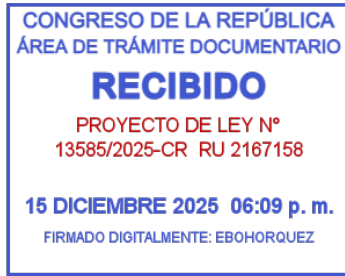 CONGRESO DE LA REPÚBLICA
ÁREA DE TRÁMITE DOCUMENTARIO
RECIBIDO
PROYECTO DE LEY Nº
13585/2025-CR RU 2167158
15 DICIEMBRE 2025 06:09 p. m.
FIRMADO DIGITALMENTE: EBOHORQUEZ